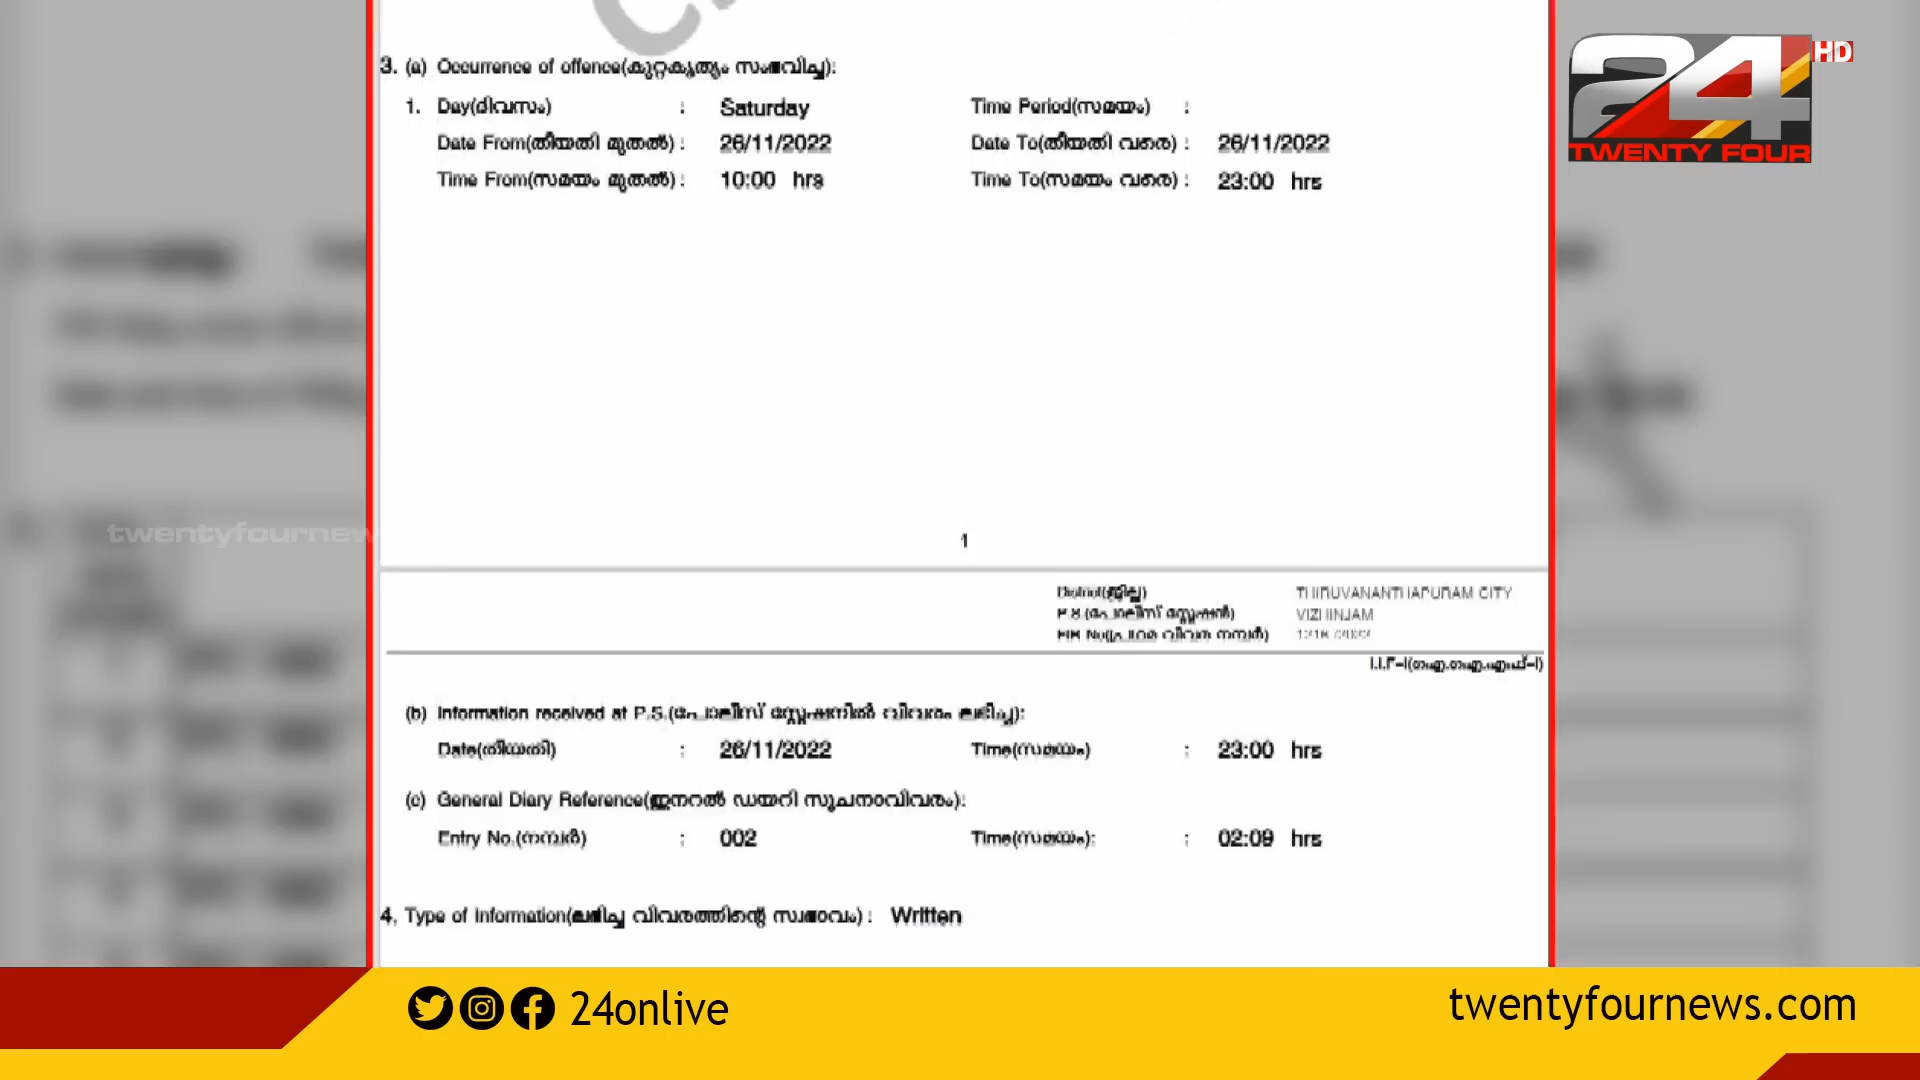 3. (a) Occurrence of offence(കുറ്റകൃത്യം സംഭവിച്ച):
1. Day(ദിവസം) : Saturday Time Period(സമയം) :
Date From(തീയതി മുതൽ) : 26/11/2022 Date To(തീയതി വരെ) : 26/11/2022
Time From(സമയം മുതൽ) : 10:00 hrs Time To(സമയം വരെ) : 23:00 hrs
1
District(ജില്ല) THIRUVANANTHAPURAM CITY
P.S.(പോലീസ് സ്റ്റേഷൻ) VIZHINJAM
FIR No(പ്രഥമ വിവര നമ്പർ)
I.I.F-I(ഐ.ഐ.എഫ്-I)
(b) Information received at P.S.(പോലീസ് സ്റ്റേഷനിൽ വിവരം ലഭിച്ച):
Date(തിയതി) : 26/11/2022 Time(സമയം) : 23:00 hrs
(c) General Diary Reference(ജനറൽ ഡയറി സൂചനാവിവരം):
Entry No.(നമ്പർ) : 002 Time(സമയം): : 02:09 hrs
4. Type of Information(ലഭിച്ച വിവരത്തിന്റെ സ്വഭാവം) : Written
24 HD
TWENTY FOUR
twentyfournew
24onlive
twentyfournews.com